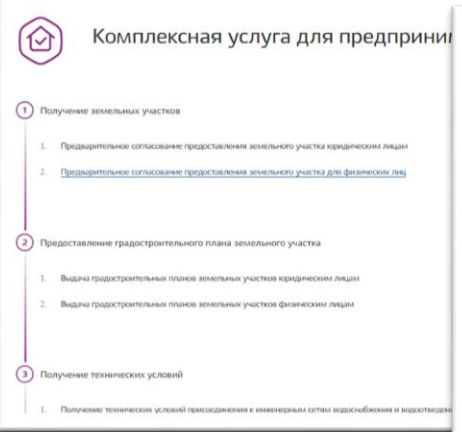 Комплексная услуга для
1 Получение земельных участков
1. Предварительное согласование предоставления земельного участка юридическим лицам
2. Предварительное согласование предоставления земельного участка для физических лиц
2 Предоставление градостроительного плана земельного участка
1. Выдача градостроительных планов земельных участков юридическим лицам
2. Выдача градостроительных планов земельных участков физическим лицам
3 Получение технических условий
1. Получение технических условий присоединения к инженерным сетям водоснабжения и